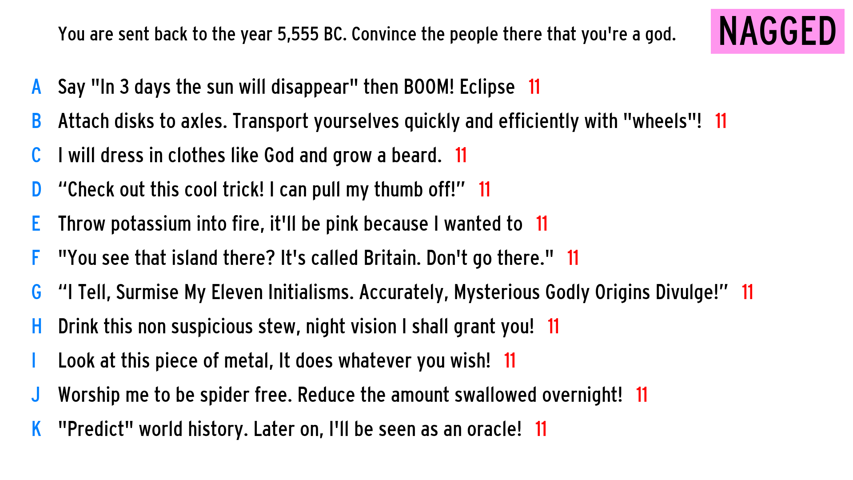 You are sent back to the year 5,555 BC. Convince the people there that you're a god.
NAGGED
A Say "In 3 days the sun will disappear" then BOOM! Eclipse 11
B Attach disks to axles. Transport yourselves quickly and efficiently with "wheels"! 11
C I will dress in clothes like God and grow a beard. 11
D “Check out this cool trick! I can pull my thumb off!” 11
E Throw potassium into fire, it'll be pink because I wanted to 11
F "You see that island there? It's called Britain. Don't go there." 11
G “I Tell, Surmise My Eleven Initialisms. Accurately, Mysterious Godly Origins Divulge!” 11
H Drink this non suspicious stew, night vision I shall grant you! 11
I Look at this piece of metal, It does whatever you wish! 11
J Worship me to be spider free. Reduce the amount swallowed overnight! 11
K "Predict" world history. Later on, I'll be seen as an oracle! 11